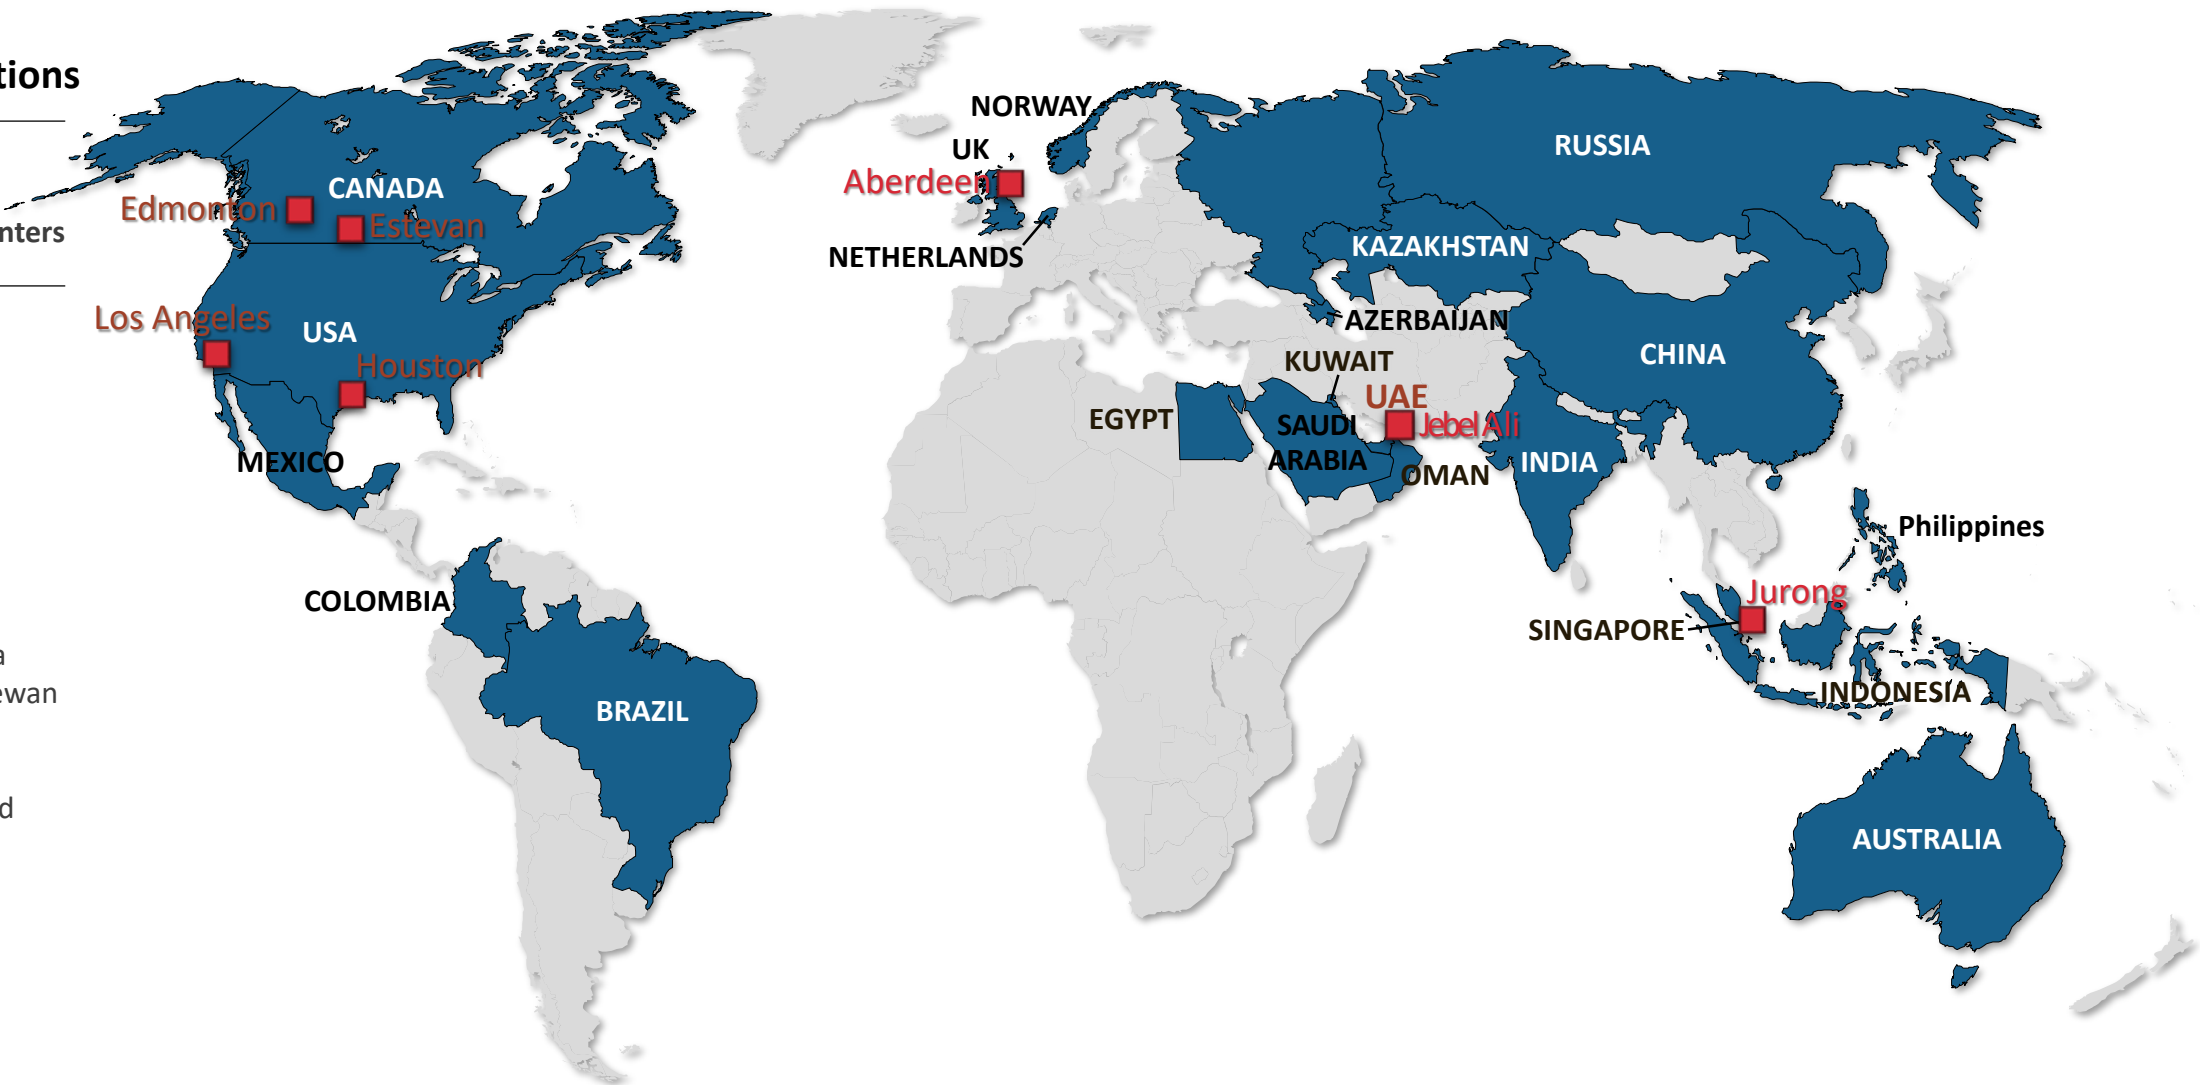 tions
nters
a
ewan
d
NORWAY
UK
Aberdeen
NETHERLANDS
RUSSIA
CANADA
Edmonton
Estevan
KAZAKHSTAN
Los Angeles
USA
Houston
AZERBAIJAN
KUWAIT
CHINA
UAE
EGYPT
SAUDI
ARABIA
Jebel Ali
OMAN
INDIA
MEXICO
Philippines
COLOMBIA
Jurong
SINGAPORE
INDONESIA
BRAZIL
AUSTRALIA